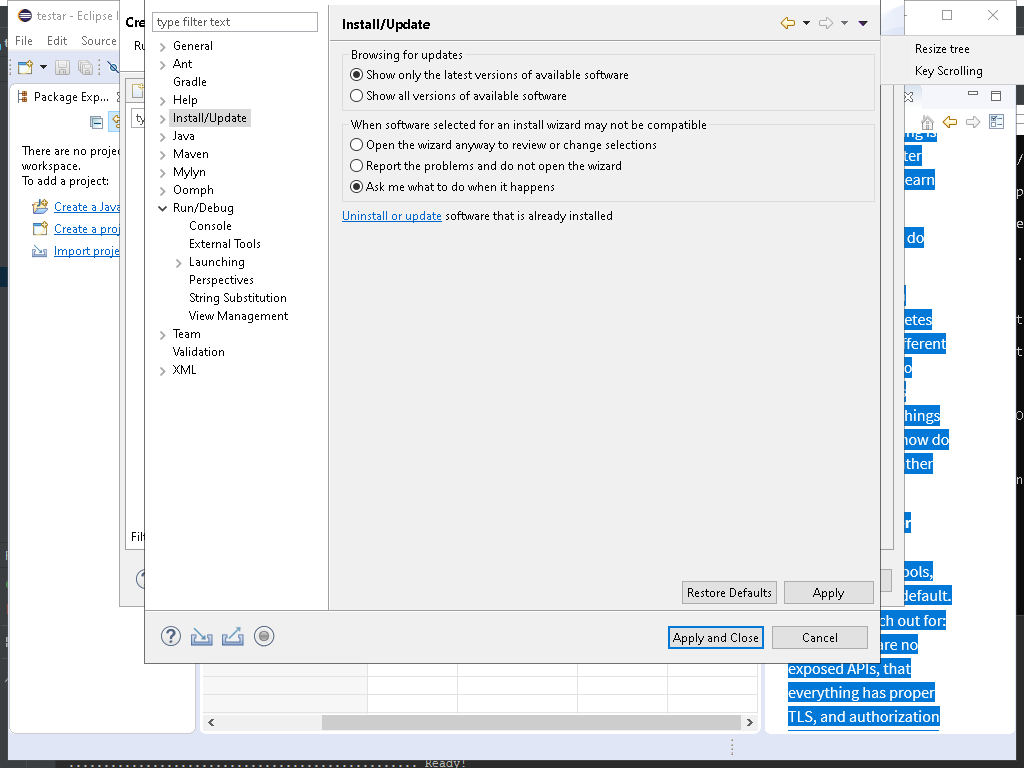 testar - Eclipse I
File Edit Source
Package Exp...
There are no projec
workspace.
To add a project:
Create a Java
Create a proj
Import proje
Cre
Ru
ty
Filt
type filter text
General
Ant
Gradle
Help
Install/Update
Java
Maven
Mylyn
Oomph
Run/Debug
Console
External Tools
Launching
Perspectives
String Substitution
View Management
Team
Validation
XML
Install/Update
Browsing for updates
Show only the latest versions of available software
Show all versions of available software
When software selected for an install wizard may not be compatible
Open the wizard anyway to review or change selections
Report the problems and do not open the wizard
Ask me what to do when it happens
Uninstall or update software that is already installed
Restore Defaults Apply
Apply and Close Cancel
Resize tree
Key Scrolling
ng is
ter
earn
do
etes
fferent
o
hings
now do
ther
r
ools,
default.
ch out for:
are no
exposed APIs, that
everything has proper
TLS, and authorization
Ready!